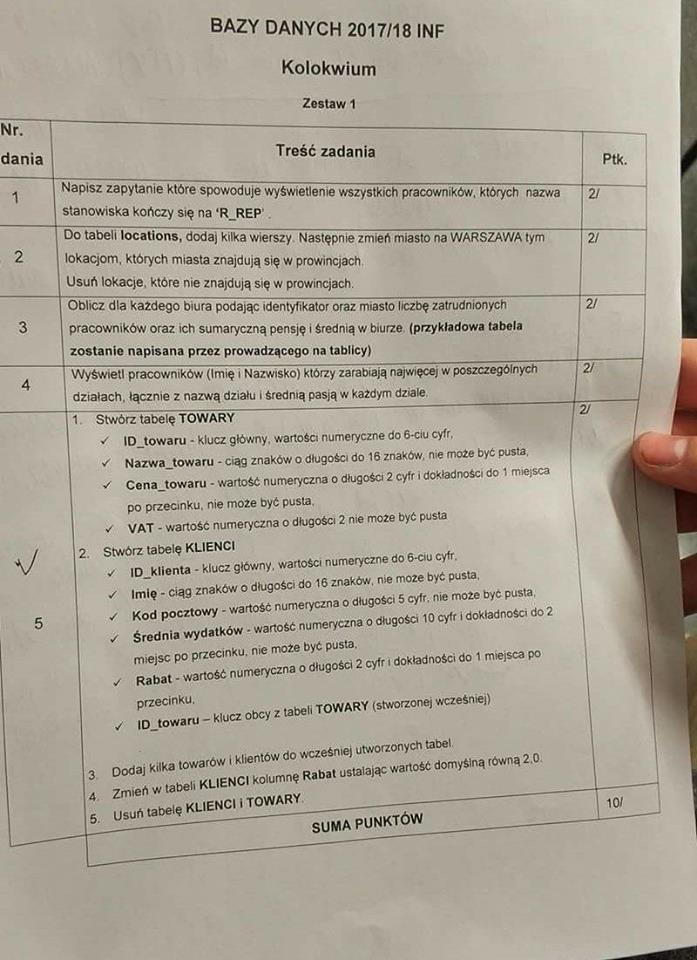 BAZY DANYCH 2017/18 INF
Kolokwium
Zestaw 1
Nr.
dania
Treść zadania
Ptk.
1
Napisz zapytanie które spowoduje wyświetlenie wszystkich pracowników, których nazwa
stanowiska kończy się na 'R_REP' .
2/
2
Do tabeli locations, dodaj kilka wierszy. Następnie zmień miasto na WARSZAWA tym
lokacjom, których miasta znajdują się w prowincjach.
Usuń lokacje, które nie znajdują się w prowincjach.
2/
3
Oblicz dla każdego biura podając identyfikator oraz miasto liczbę zatrudnionych
pracowników oraz ich sumaryczną pensję i średnią w biurze. (przykładowa tabela
zostanie napisana przez prowadzącego na tablicy)
2/
4
Wyświetl pracowników (Imię i Nazwisko) którzy zarabiają najwięcej w poszczególnych
działach, łącznie z nazwą działu i średnią pasją w każdym dziale.
2/
5
1. Stwórz tabelę TOWARY
✓ ID_towaru - klucz główny, wartości numeryczne do 6-ciu cyfr,
✓ Nazwa_towaru - ciąg znaków o długości do 16 znaków, nie może być pusta,
✓ Cena_towaru - wartość numeryczna o długości 2 cyfr i dokładności do 1 miejsca
po przecinku, nie może być pusta,
✓ VAT - wartość numeryczna o długości 2 nie może być pusta
2. Stwórz tabelę KLIENCI
✓ ID_klienta - klucz główny, wartości numeryczne do 6-ciu cyfr,
✓ Imię - ciąg znaków o długości do 16 znaków, nie może być pusta,
✓ Kod pocztowy - wartość numeryczna o długości 5 cyfr, nie może być pusta,
✓ Średnia wydatków - wartość numeryczna o długości 10 cyfr i dokładności do 2
miejsc po przecinku, nie może być pusta,
✓ Rabat - wartość numeryczna o długości 2 cyfr i dokładności do 1 miejsca po
przecinku,
✓ ID_towaru – klucz obcy z tabeli TOWARY (stworzonej wcześniej)
3. Dodaj kilka towarów i klientów do wcześniej utworzonych tabel.
4. Zmień w tabeli KLIENCI kolumnę Rabat ustalając wartość domyślną równą 2,0.
5. Usuń tabelę KLIENCI i TOWARY.
2/
SUMA PUNKTÓW
10/